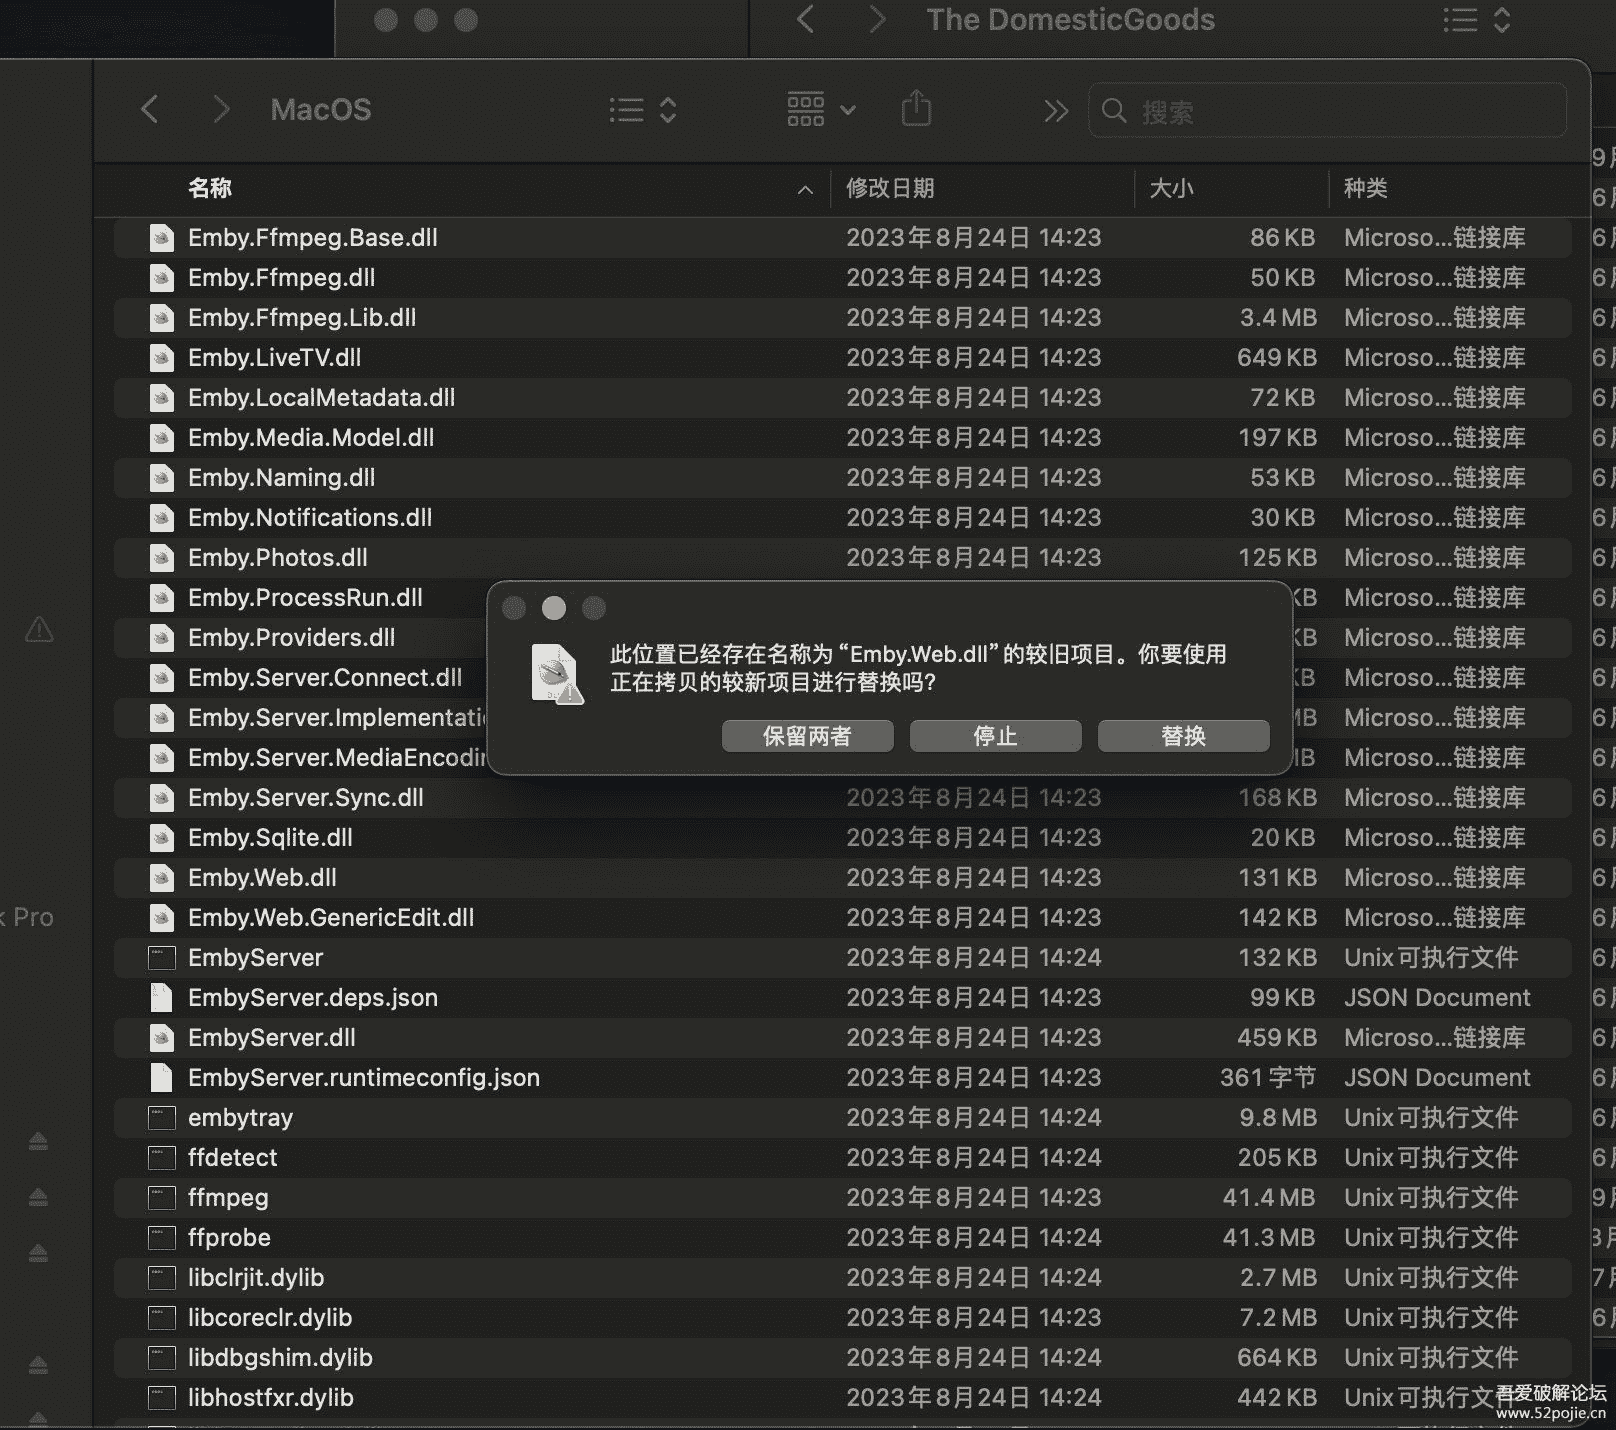 The DomesticGoods
MacOS
搜索
名称 修改日期 大小 种类
Emby.Ffmpeg.Base.dll 2023年8月24日 14:23 86 KB Microso...链接库
Emby.Ffmpeg.dll 2023年8月24日 14:23 50 KB Microso...链接库
Emby.Ffmpeg.Lib.dll 2023年8月24日 14:23 3.4 MB Microso...链接库
Emby.LiveTV.dll 2023年8月24日 14:23 649 KB Microso...链接库
Emby.LocalMetadata.dll 2023年8月24日 14:23 72 KB Microso...链接库
Emby.Media.Model.dll 2023年8月24日 14:23 197 KB Microso...链接库
Emby.Naming.dll 2023年8月24日 14:23 53 KB Microso...链接库
Emby.Notifications.dll 2023年8月24日 14:23 30 KB Microso...链接库
Emby.Photos.dll 2023年8月24日 14:23 125 KB Microso...链接库
Emby.ProcessRun.dll KB Microso...链接库
Emby.Providers.dll KB Microso...链接库
Emby.Server.Connect.dll KB Microso...链接库
Emby.Server.Implementatio MB Microso...链接库
Emby.Server.MediaEncodin MB Microso...链接库
此位置已经存在名称为“Emby.Web.dll”的较旧项目。你要使用
正在拷贝的较新项目进行替换吗?
保留两者 停止 替换
Emby.Server.Sync.dll 2023年8月24日 14:23 168 KB Microso...链接库
Emby.Sqlite.dll 2023年8月24日 14:23 20 KB Microso...链接库
Emby.Web.dll 2023年8月24日 14:23 131 KB Microso...链接库
Emby.Web.GenericEdit.dll 2023年8月24日 14:23 142 KB Microso...链接库
k Pro
EmbyServer 2023年8月24日 14:24 132 KB Unix可执行文件
EmbyServer.deps.json 2023年8月24日 14:23 99 KB JSON Document
EmbyServer.dll 2023年8月24日 14:23 459 KB Microso...链接库
EmbyServer.runtimeconfig.json 2023年8月24日 14:23 361 字节 JSON Document
embytray 2023年8月24日 14:24 9.8 MB Unix可执行文件
ffdetect 2023年8月24日 14:24 205 KB Unix可执行文件
ffmpeg 2023年8月24日 14:23 41.4 MB Unix可执行文件
ffprobe 2023年8月24日 14:24 41.3 MB Unix可执行文件
libclrjit.dylib 2023年8月24日 14:24 2.7 MB Unix可执行文件
libcoreclr.dylib 2023年8月24日 14:23 7.2 MB Unix可执行文件
libdbgshim.dylib 2023年8月24日 14:24 664 KB Unix可执行文件
libhostfxr.dylib 2023年8月24日 14:24 442 KB Unix可执行文件
吾爱破解论坛
www.52pojie.cn